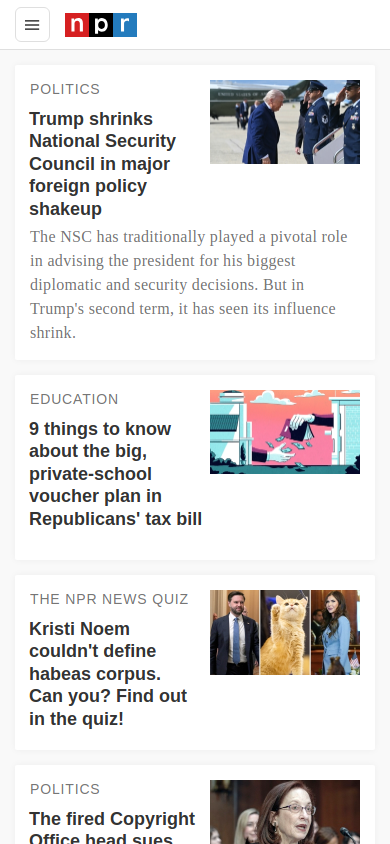 npr
POLITICS
Trump shrinks
National Security
Council in major
foreign policy
shakeup
The NSC has traditionally played a pivotal role
in advising the president for his biggest
diplomatic and security decisions. But in
Trump's second term, it has seen its influence
shrink.
EDUCATION
9 things to know
about the big,
private-school
voucher plan in
Republicans' tax bill
THE NPR NEWS QUIZ
Kristi Noem
couldn't define
habeas corpus.
Can you? Find out
in the quiz!
POLITICS
The fired Copyright
Office head sues